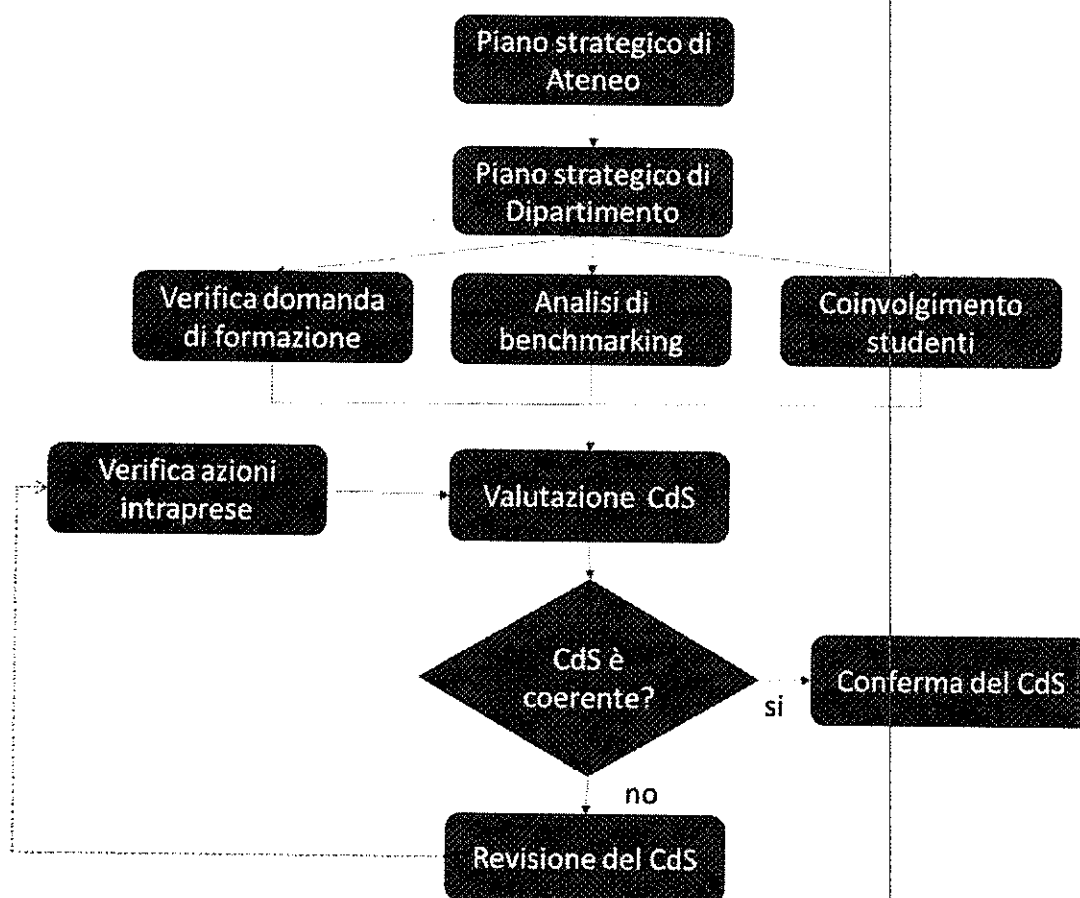 Piano strategico di
Ateneo
Piano strategico di
Dipartimento
Verifica domanda
di formazione
Analisi di
benchmarking
Coinvolgimento
studenti
Verifica azioni
intraprese
Valutazione CdS
CdS è
coerente?
si
Conferma del CdS
no
Revisione del CdS